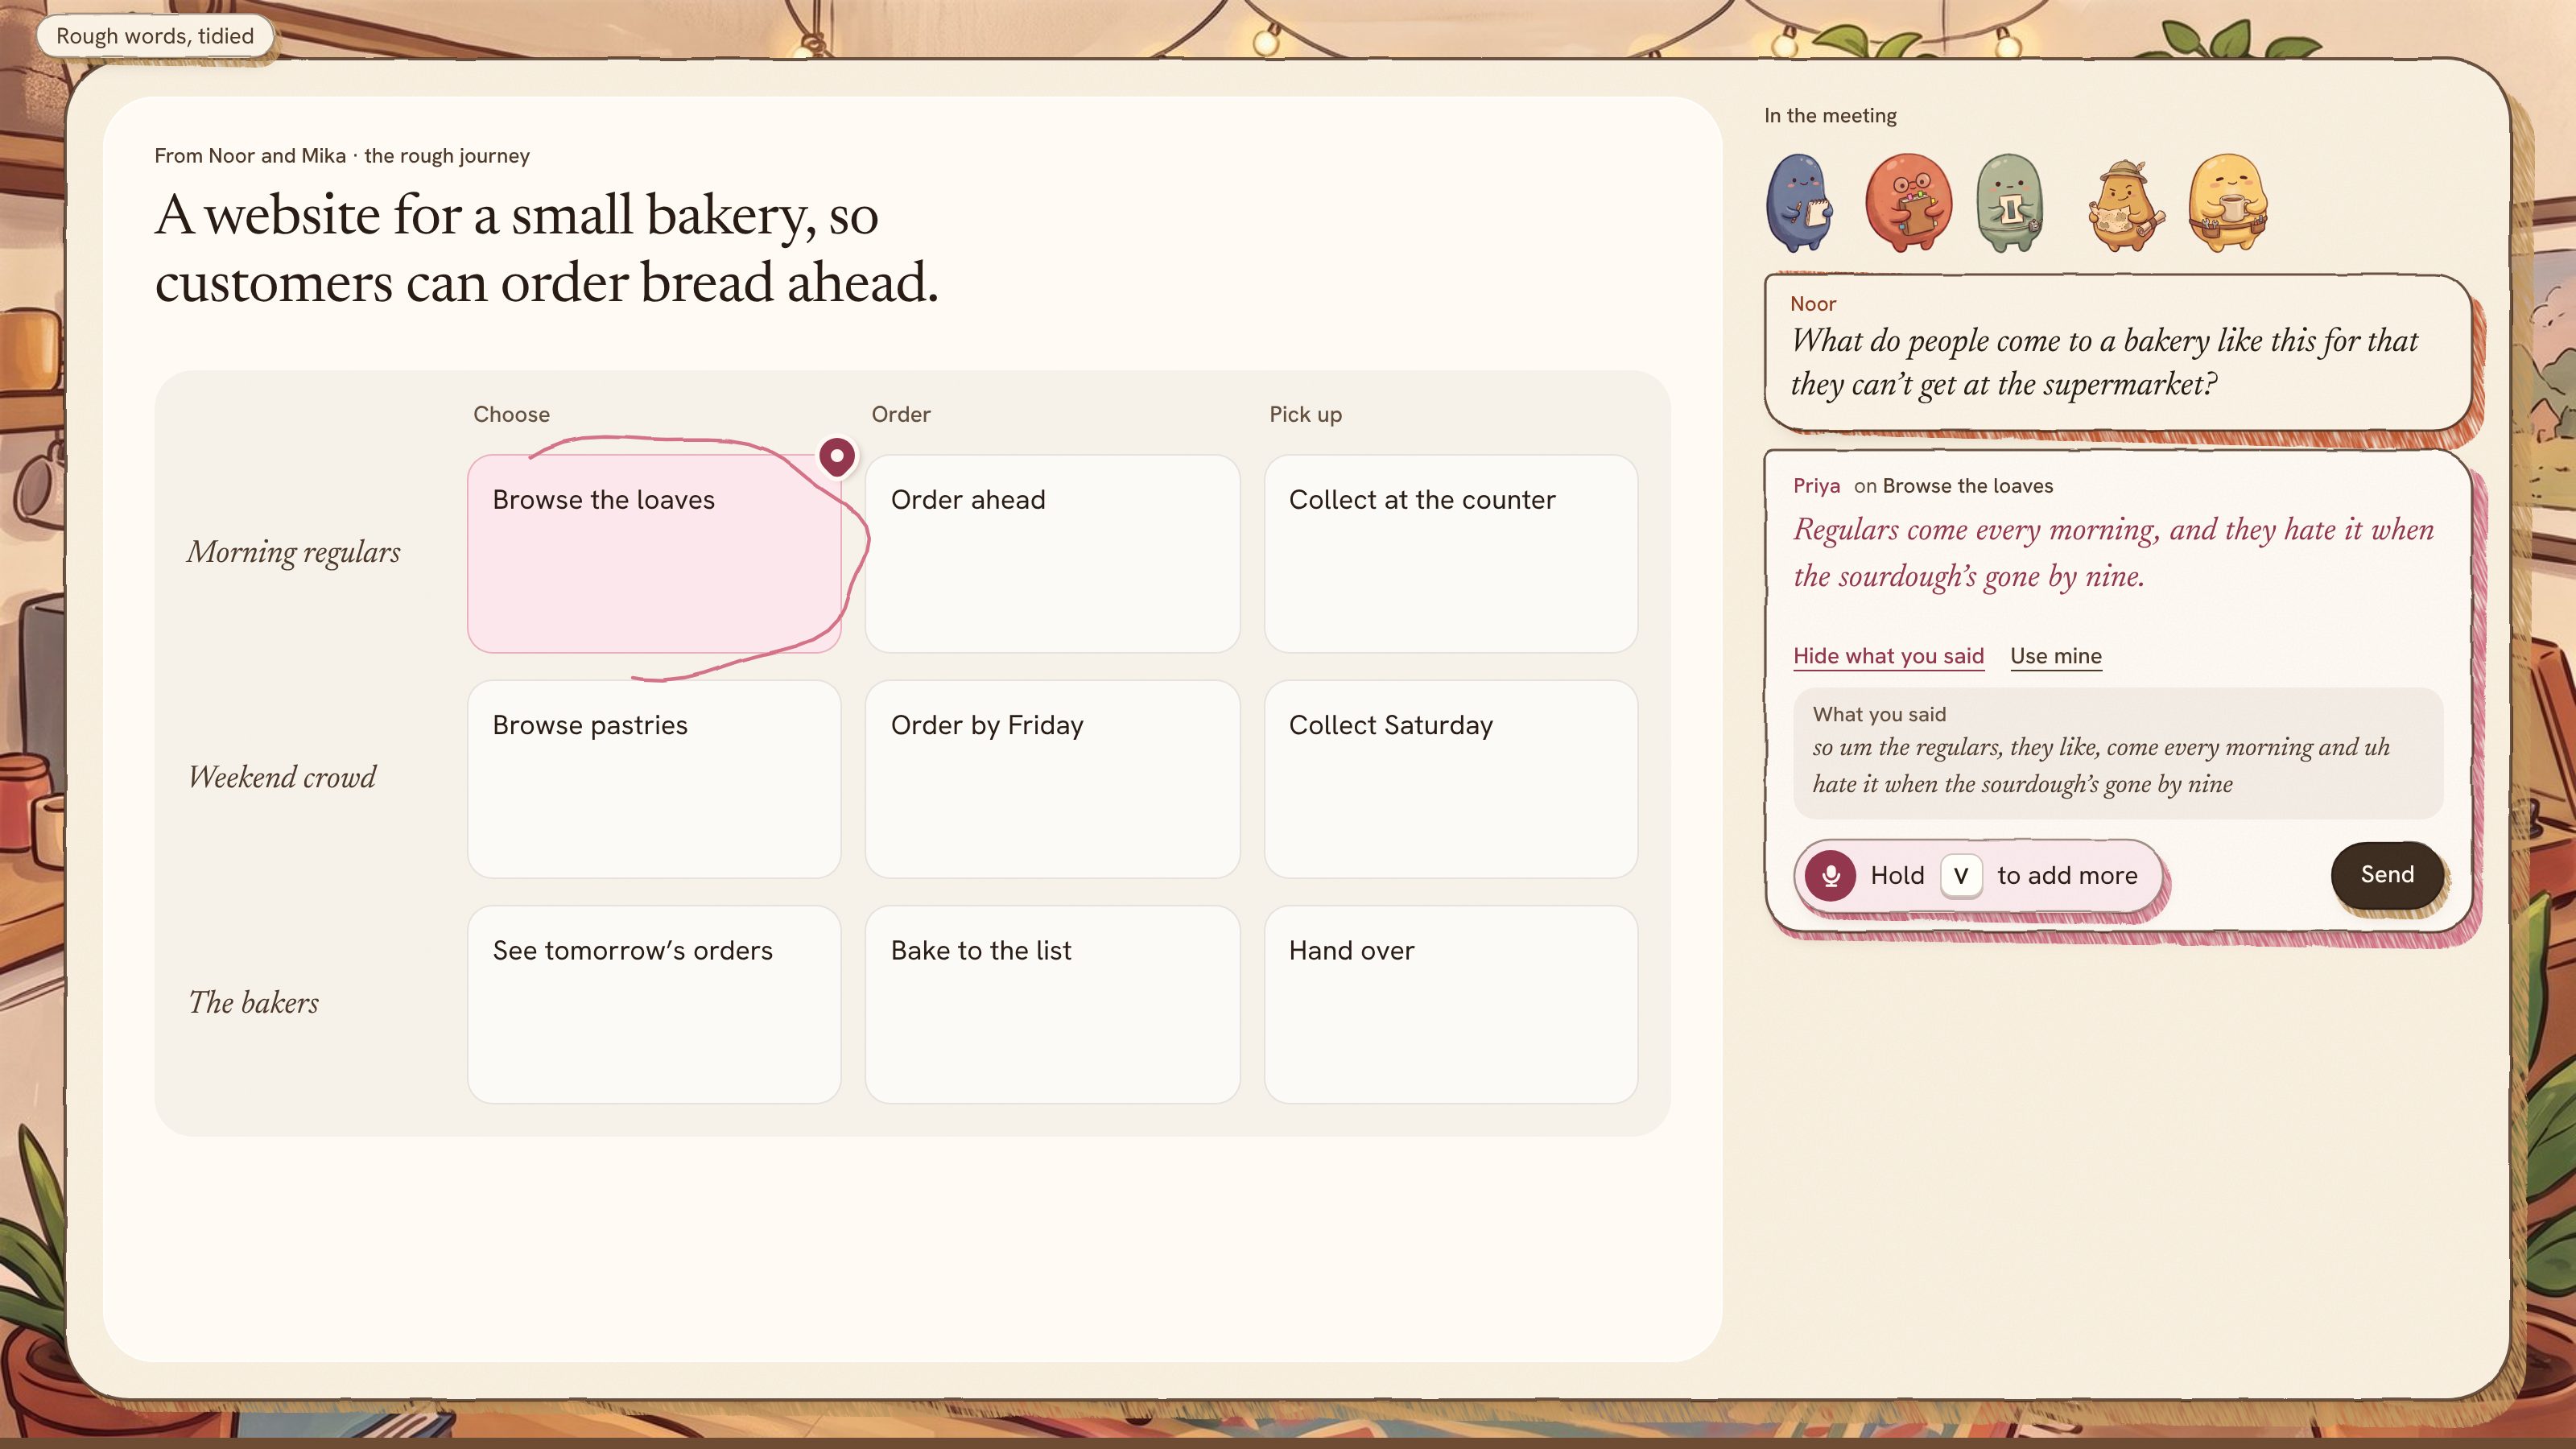 Rough words, tidied
From Noor and Mika · the rough journey
A website for a small bakery, so
customers can order bread ahead.
Choose
Order
Pick up
Morning regulars
Browse the loaves
Order ahead
Collect at the counter
Weekend crowd
Browse pastries
Order by Friday
Collect Saturday
The bakers
See tomorrow’s orders
Bake to the list
Hand over
In the meeting
Noor
What do people come to a bakery like this for that
they can’t get at the supermarket?
Priya on Browse the loaves
Regulars come every morning, and they hate it when
the sourdough’s gone by nine.
Hide what you said
Use mine
What you said
so um the regulars, they like, come every morning and uh
hate it when the sourdough’s gone by nine
Hold V to add more
Send